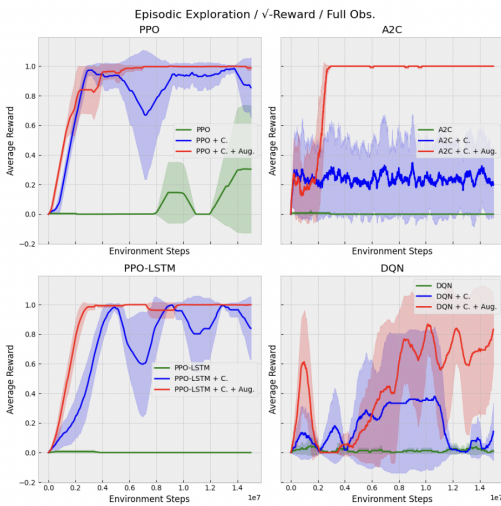 Episodic Exploration / √-Reward / Full Obs.
PPO
A2C
1.0
0.8
0.6
0.4
0.2
0.0
−0.2
Average Reward
PPO
PPO + C.
PPO + C. + Aug.
Environment Steps
Average Reward
A2C
A2C + C.
A2C + C. + Aug.
Environment Steps
PPO-LSTM
DQN
1.0
0.8
0.6
0.4
0.2
0.0
−0.2
Average Reward
PPO-LSTM
PPO-LSTM + C.
PPO-LSTM + C. + Aug.
0.0 0.2 0.4 0.6 0.8 1.0 1.2 1.4
1e7
Environment Steps
Average Reward
DQN
DQN + C.
DQN + C. + Aug.
0.0 0.2 0.4 0.6 0.8 1.0 1.2 1.4
1e7
Environment Steps